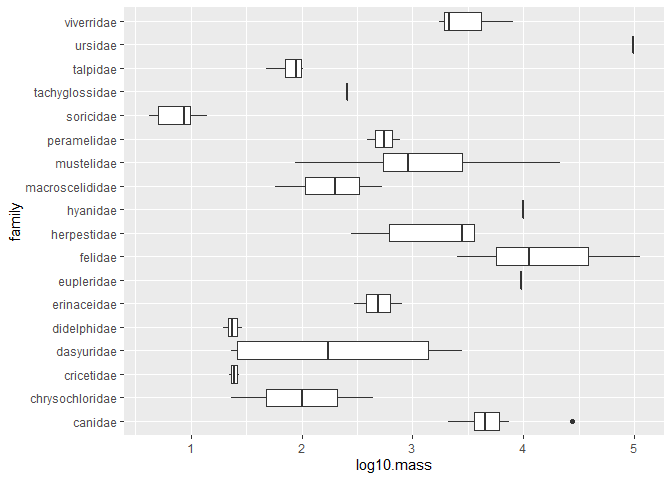 viverridae
ursidae
talpidae
tachyglossidae
soricidae
peramelidae
mustelidae
macroscelididae
hyanidae
herpestidae
felidae
eupleridae
erinaceidae
didelphidae
dasyuridae
cricetidae
chrysochloridae
canidae
family
1 2 3 4 5
log10.mass